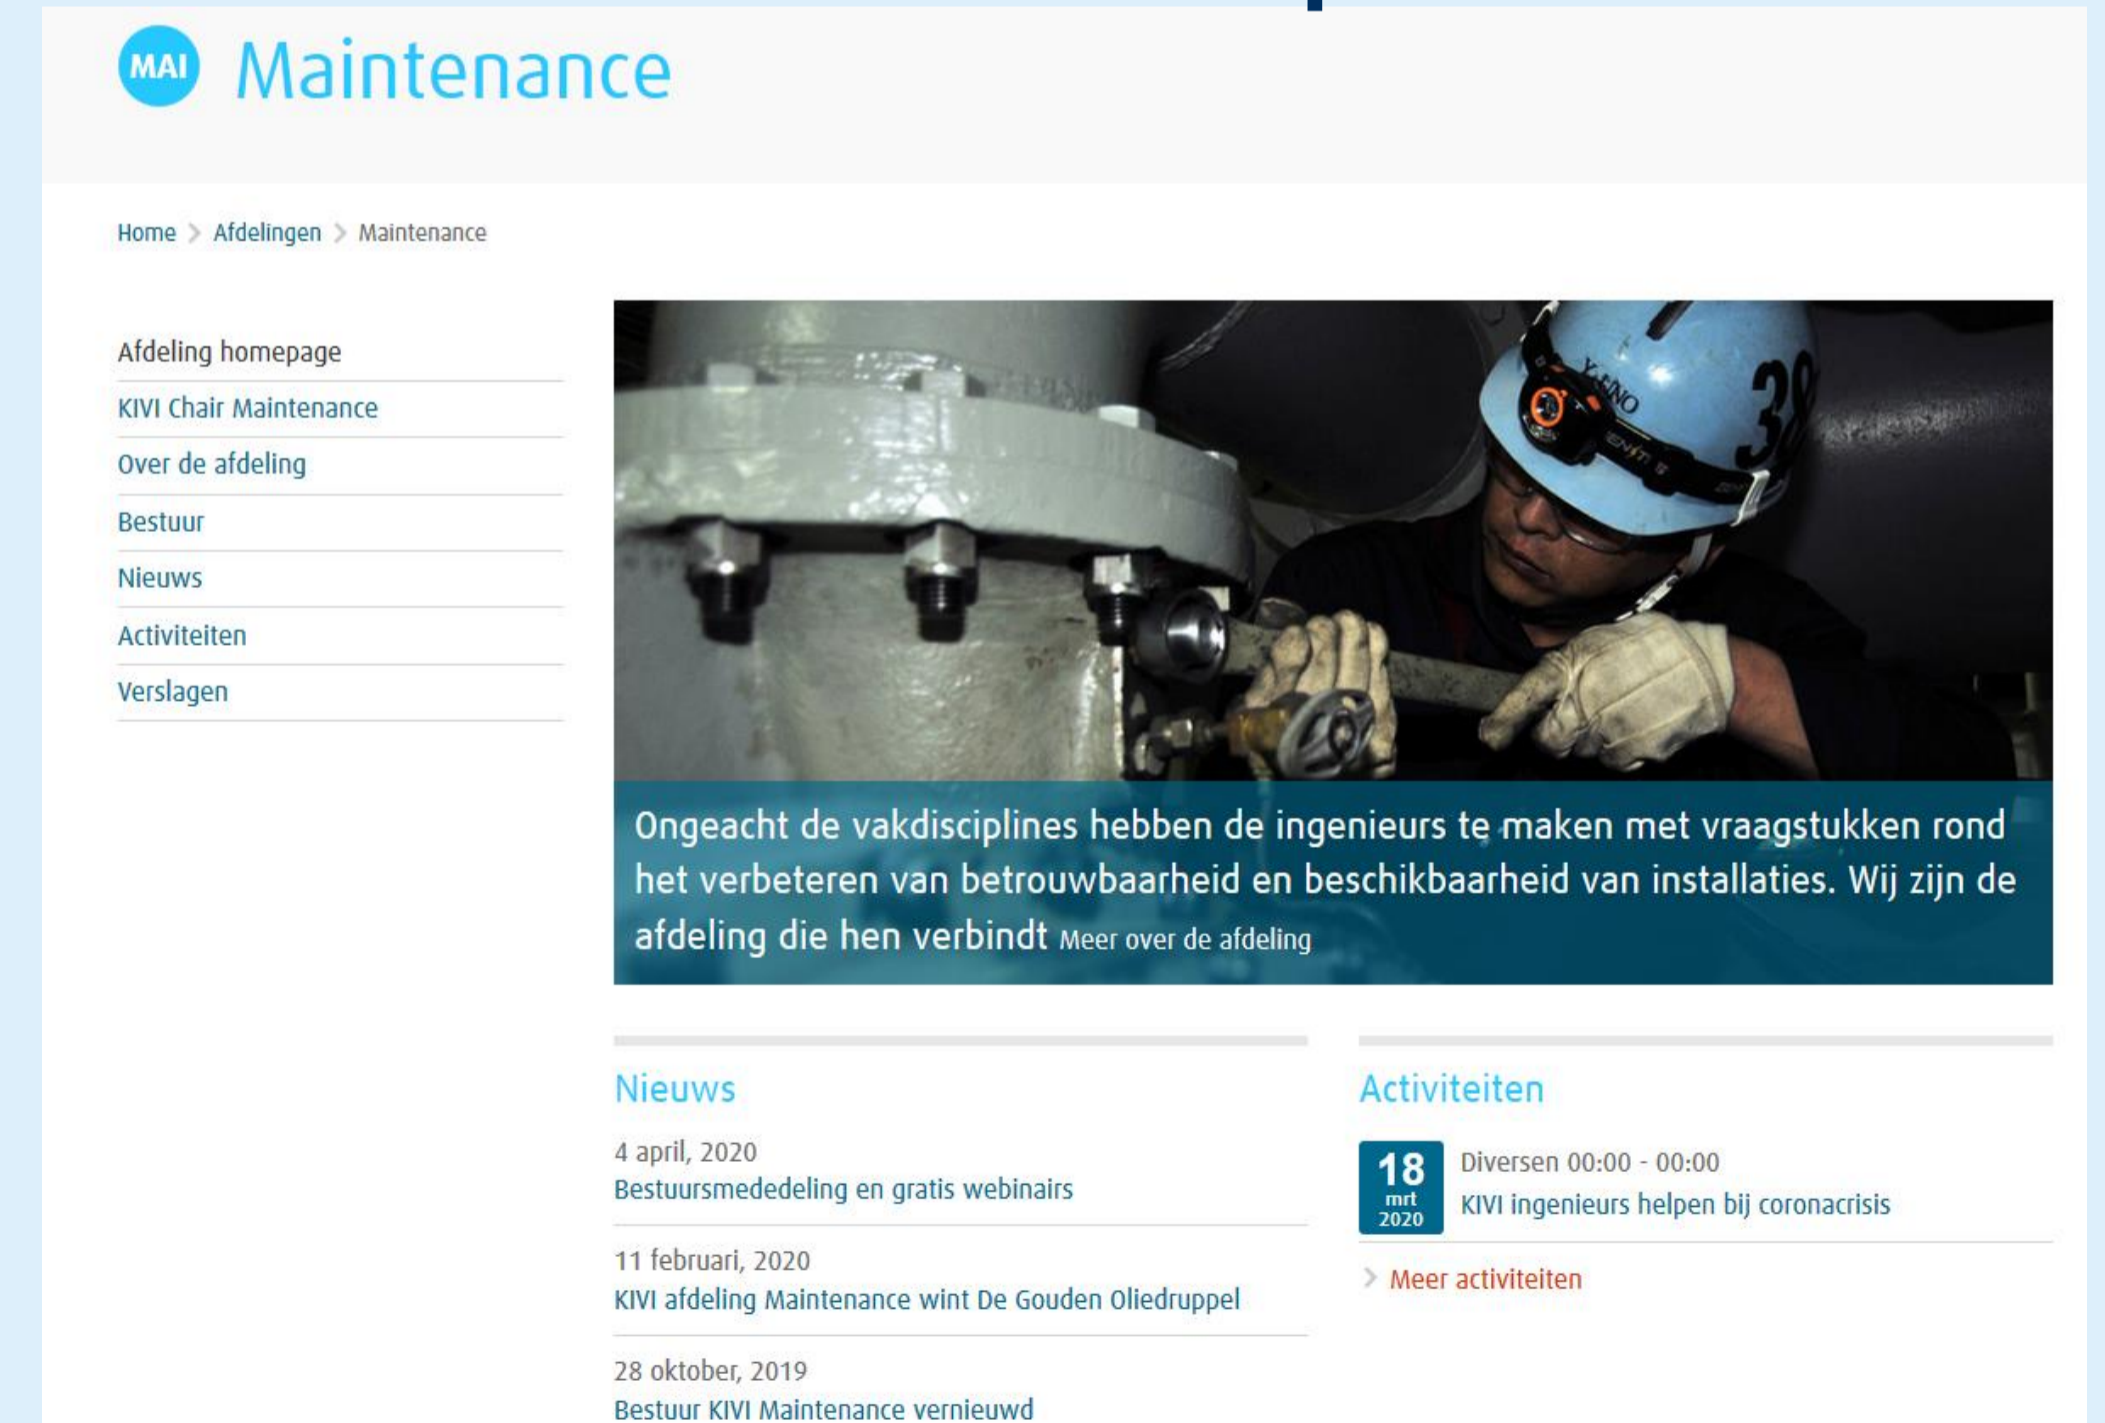 MAI Maintenance
Home > Afdelingen > Maintenance
Afdeling homepage
KIVI Chair Maintenance
Over de afdeling
Bestuur
Nieuws
Activiteiten
Verslagen
38
Ongeacht de vakdisciplines hebben de ingenieurs te maken met vraagstukken rond
het verbeteren van betrouwbaarheid en beschikbaarheid van installaties. Wij zijn de
afdeling die hen verbindt Meer over de afdeling
Nieuws
4 april, 2020
Bestuursmededeling en gratis webinairs
11 februari, 2020
KIVI afdeling Maintenance wint De Gouden Oliedruppel
28 oktober, 2019
Bestuur KIVI Maintenance vernieuwd
Activiteiten
18
mrt
2020
Diversen 00:00 - 00:00
KIVI ingenieurs helpen bij coronacrisis
> Meer activiteiten